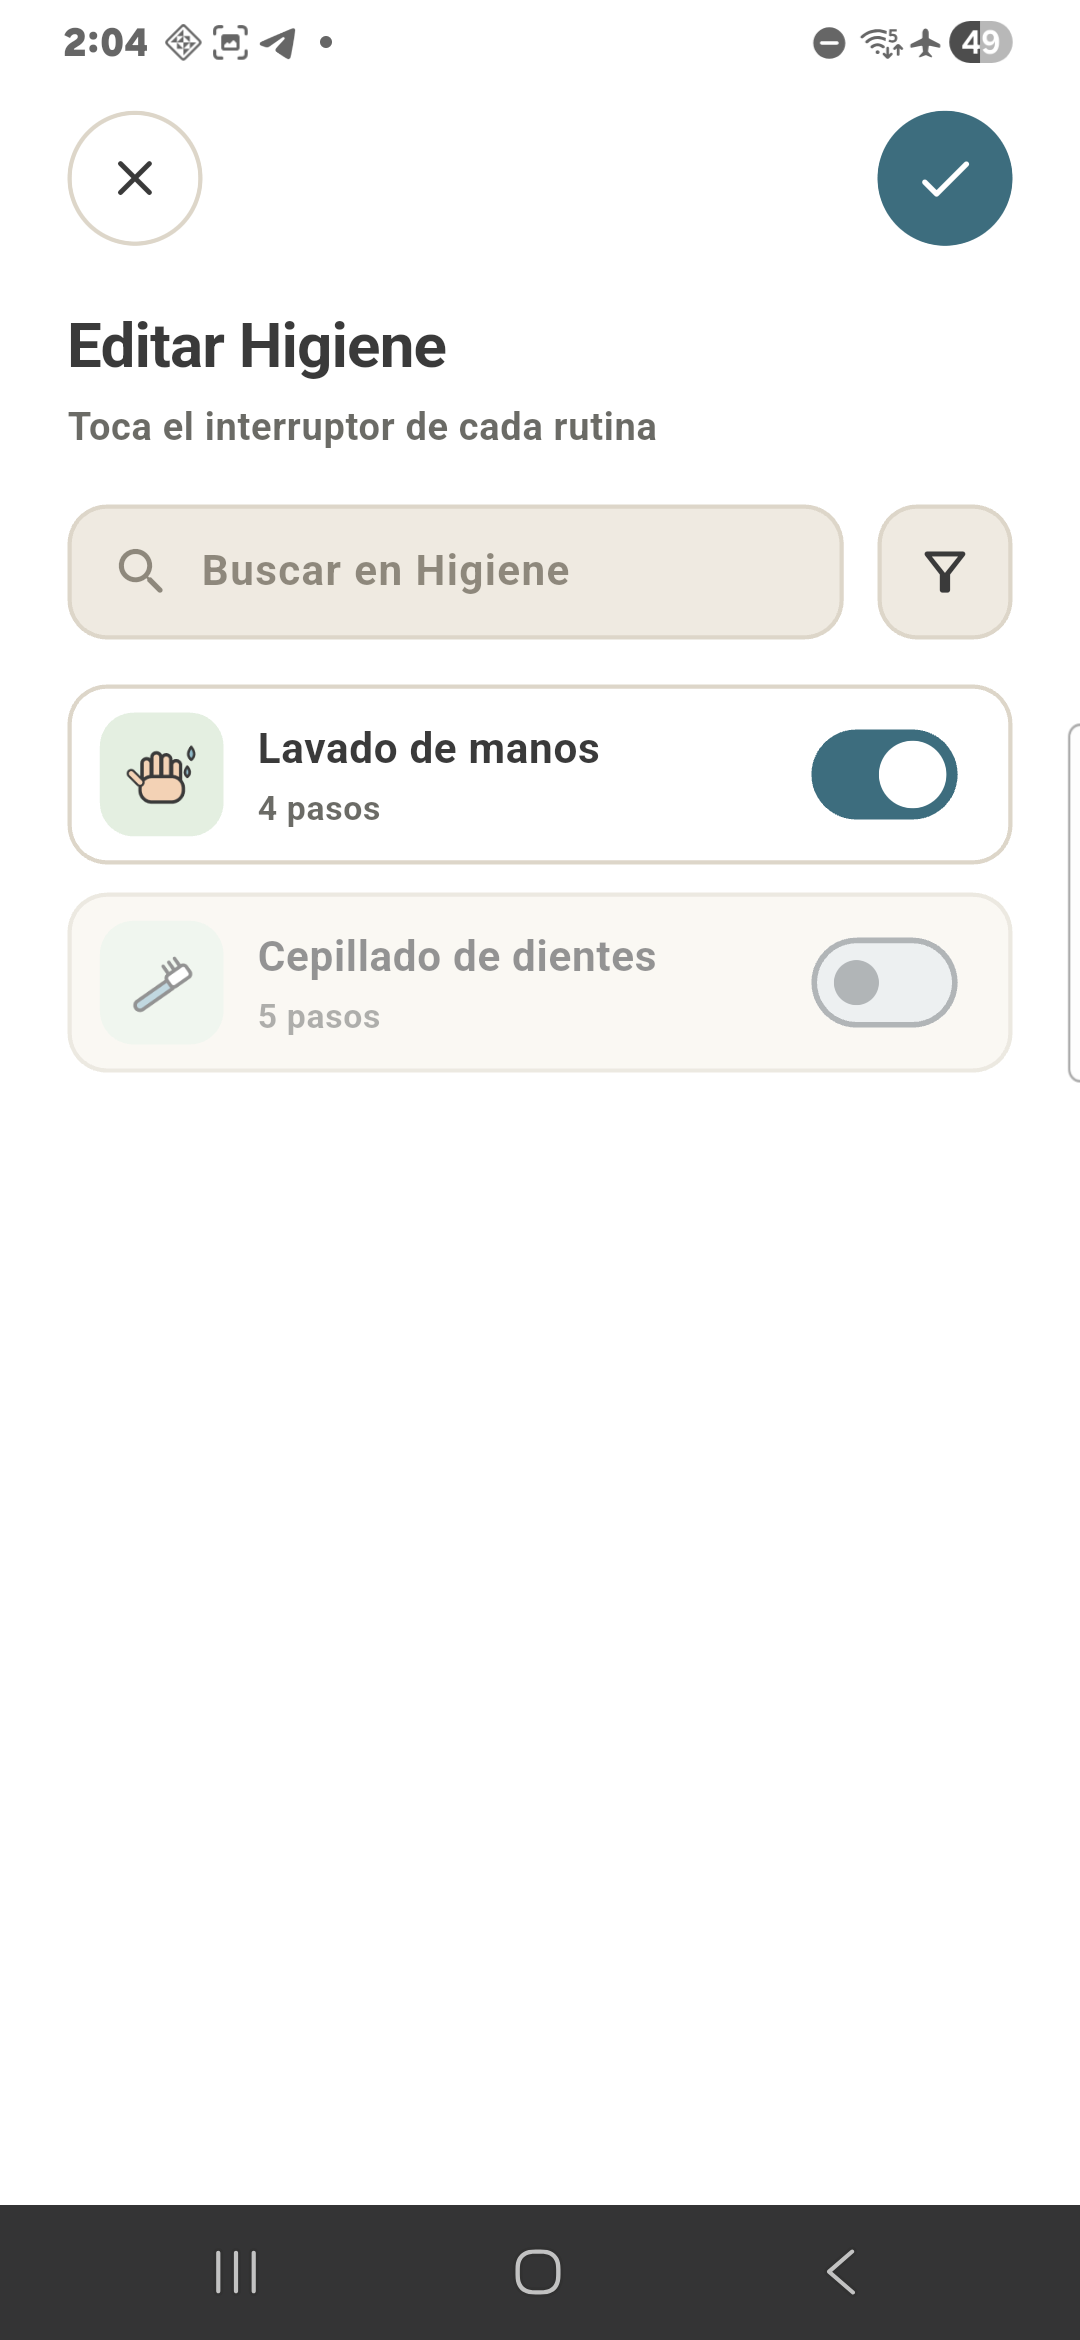 2:04
5
49
Editar Higiene
Toca el interruptor de cada rutina
Buscar en Higiene
Lavado de manos
4 pasos
Cepillado de dientes
5 pasos